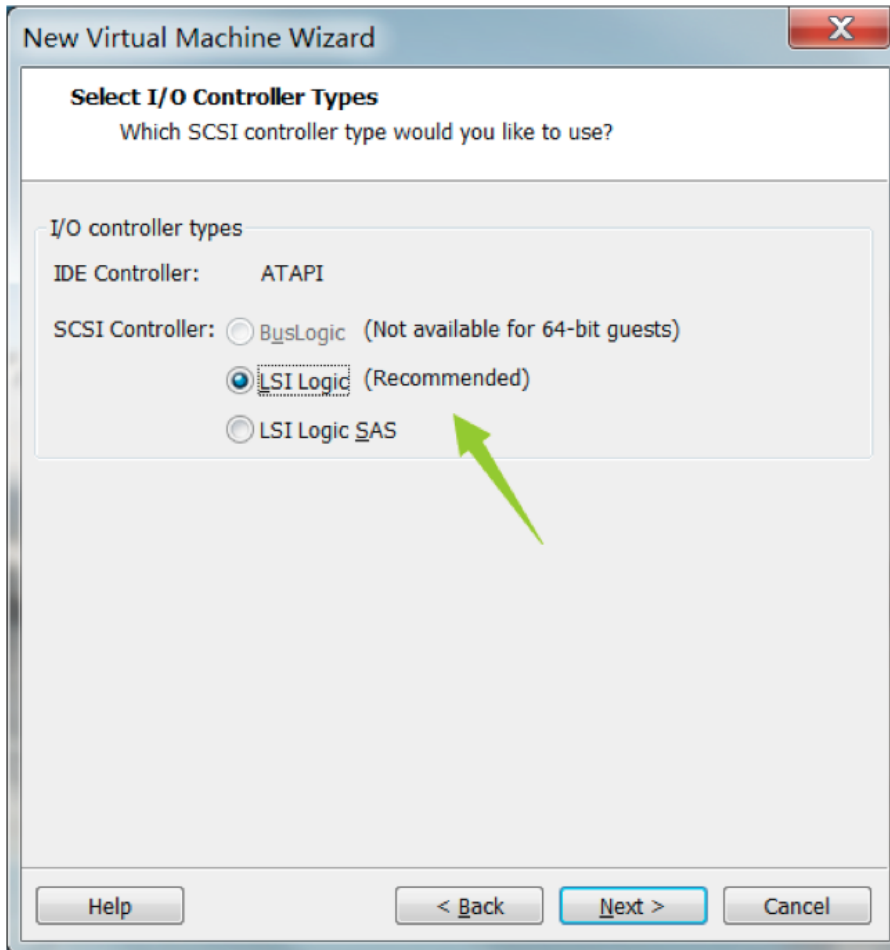 New Virtual Machine Wizard
Select I/O Controller Types
Which SCSI controller type would you like to use?
I/O controller types
IDE Controller: ATAPI
SCSI Controller: BusLogic (Not available for 64-bit guests)
LSI Logic (Recommended)
LSI Logic SAS
Help < Back Next > Cancel